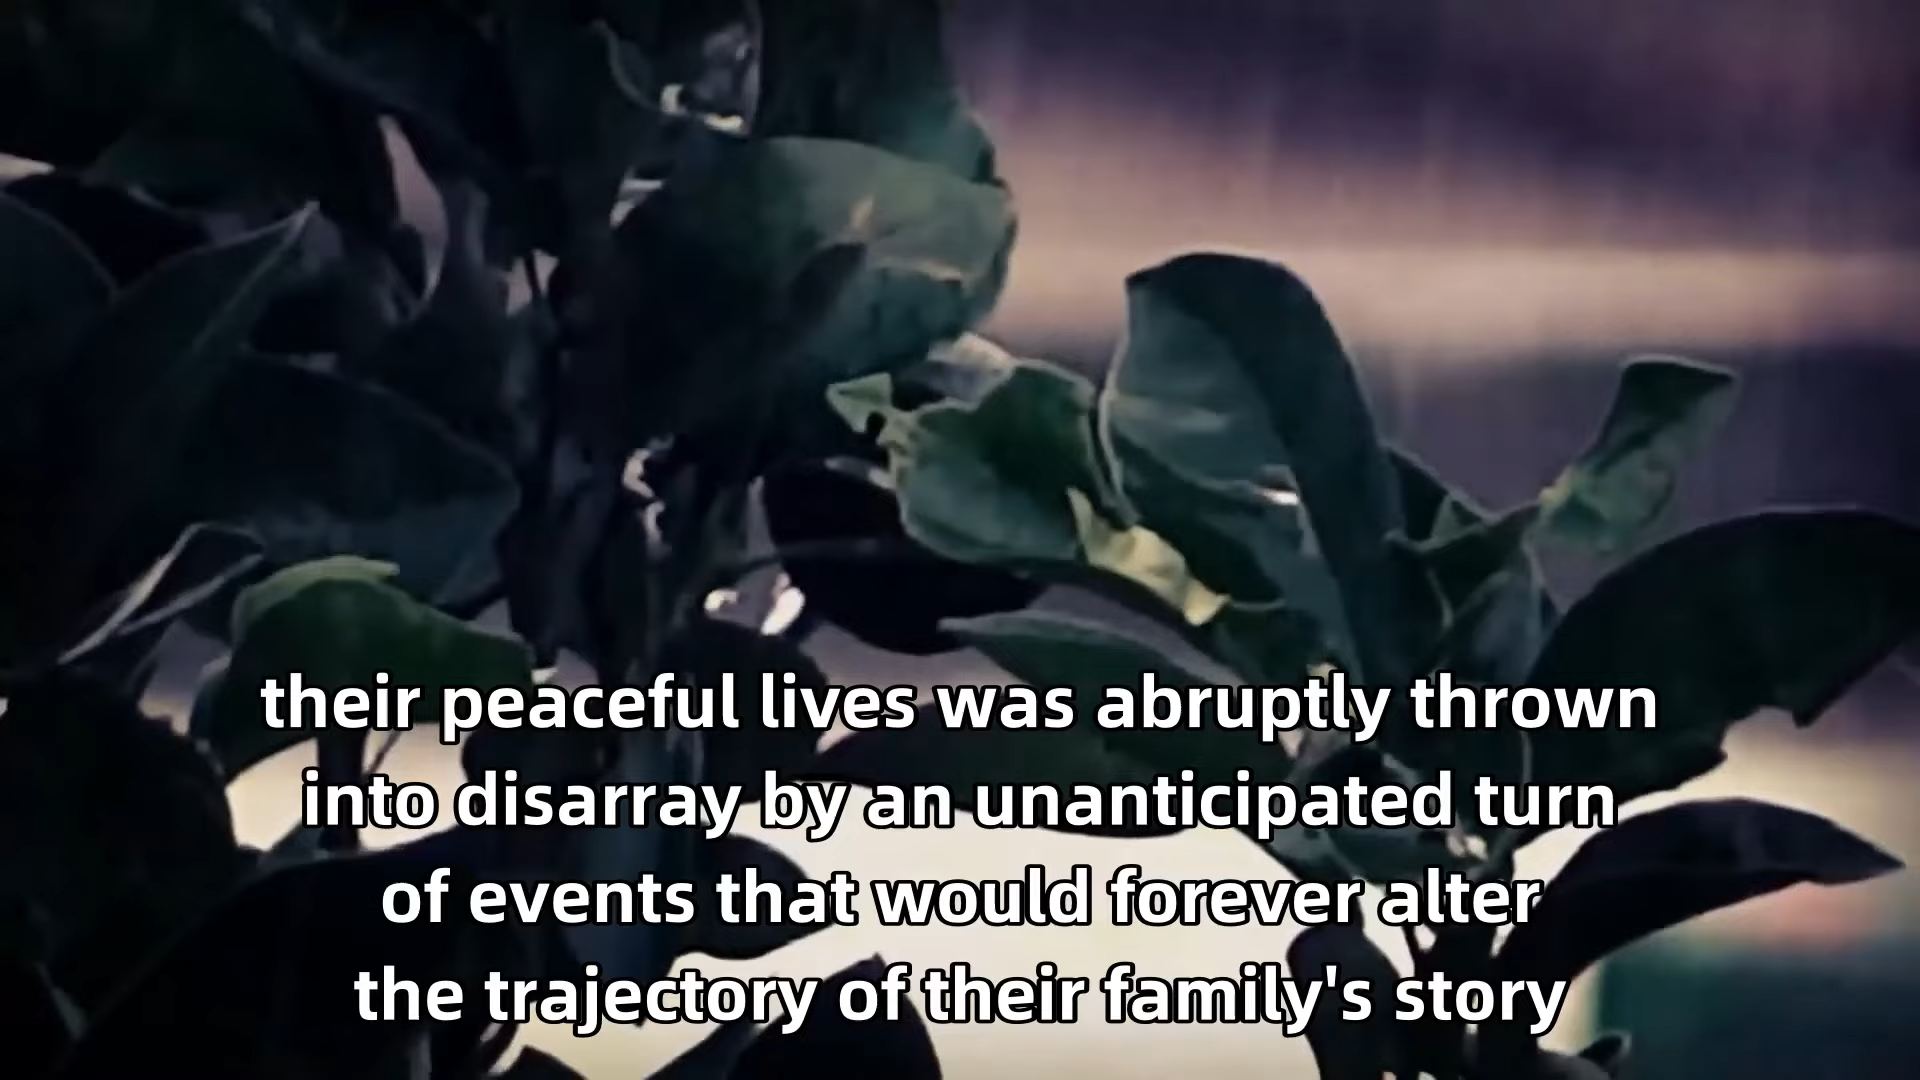 their peaceful lives was abruptly thrown
into disarray by an unanticipated turn
of events that would forever alter
the trajectory of their family's story